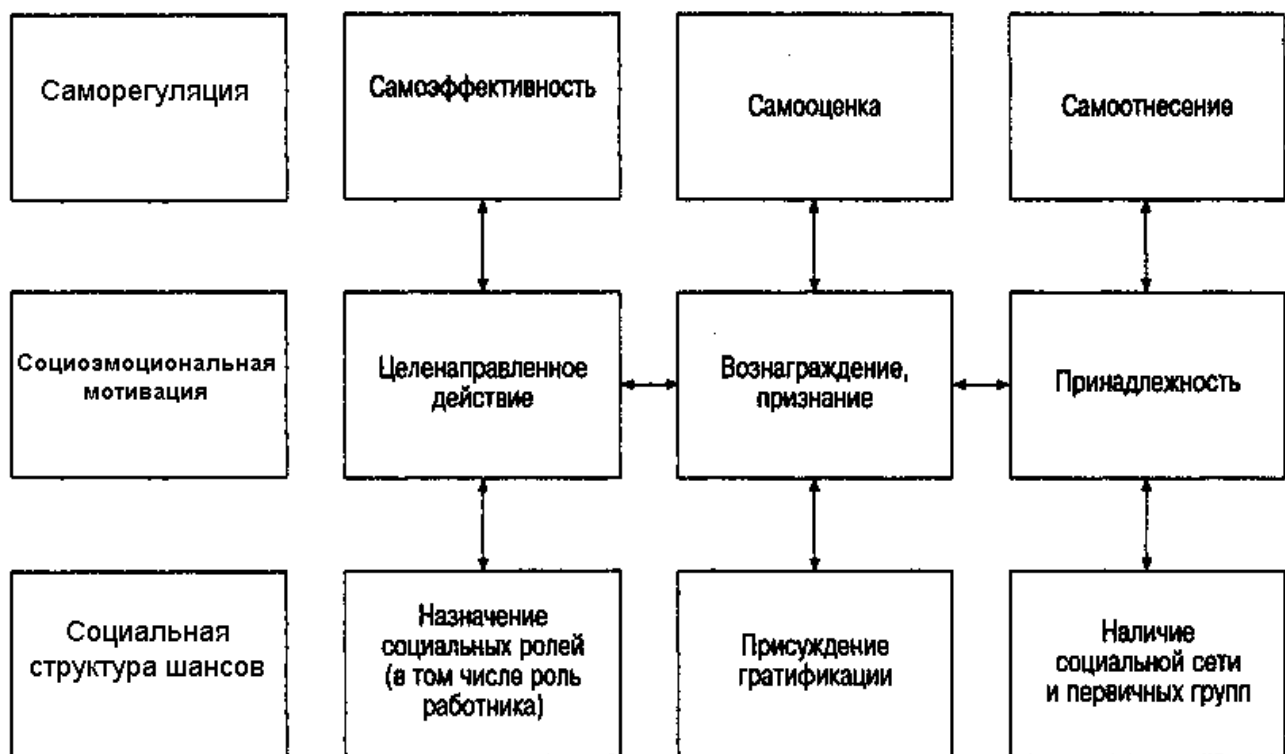 Саморегуляция
Самоэффективность
Самооценка
Самоотнесение
Социозмоциональная
мотивация
Целенаправленное
действие
Вознаграждение,
признание
Принадлежность
Социальная
структура шансов
Назначение
социальных ролей
(в том числе роль
работника)
Присуждение
гратификации
Наличие
социальной сети
и первичных групп